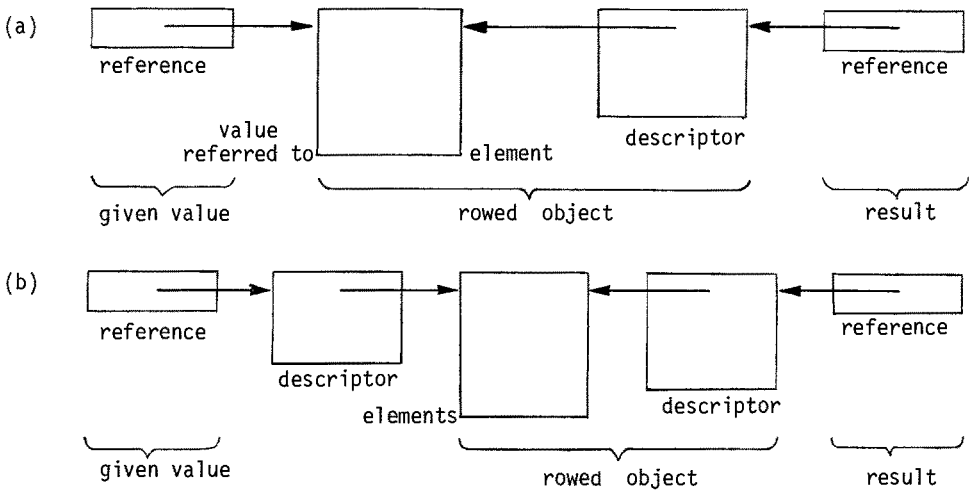 (a)
reference
value
referred to
element
descriptor
reference
given value
rowed object
result
(b)
reference
descriptor
elements
descriptor
reference
given value
rowed object
result